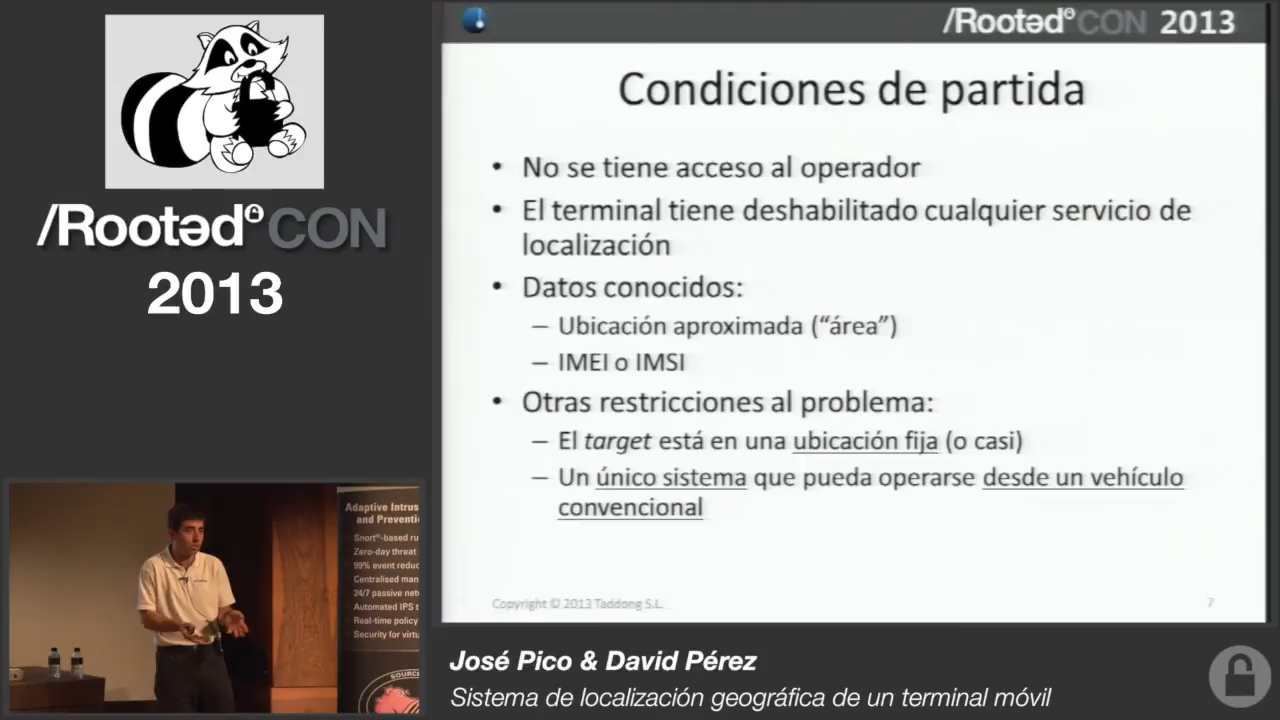 /Rootəd CON
2013
/Rootəd CON 2013
Condiciones de partida
• No se tiene acceso al operador
• El terminal tiene deshabilitado cualquier servicio de
localización
• Datos conocidos:
– Ubicación aproximada (“área”)
– IMEI o IMSI
• Otras restricciones al problema:
– El target está en una ubicación fija (o casi)
– Un único sistema que pueda operarse desde un vehículo
convencional
Copyright © 2013 Taddong S.L.
7
Adaptive Intrus
and Preventi
Snort®-based ru
Zero-day threat
99% event reduc
Centralised man
24/7 passive net
Automated IPS t
Real-time policy
Security for virtu
SOURC
José Pico & David Pérez
Sistema de localización geográfica de un terminal móvil